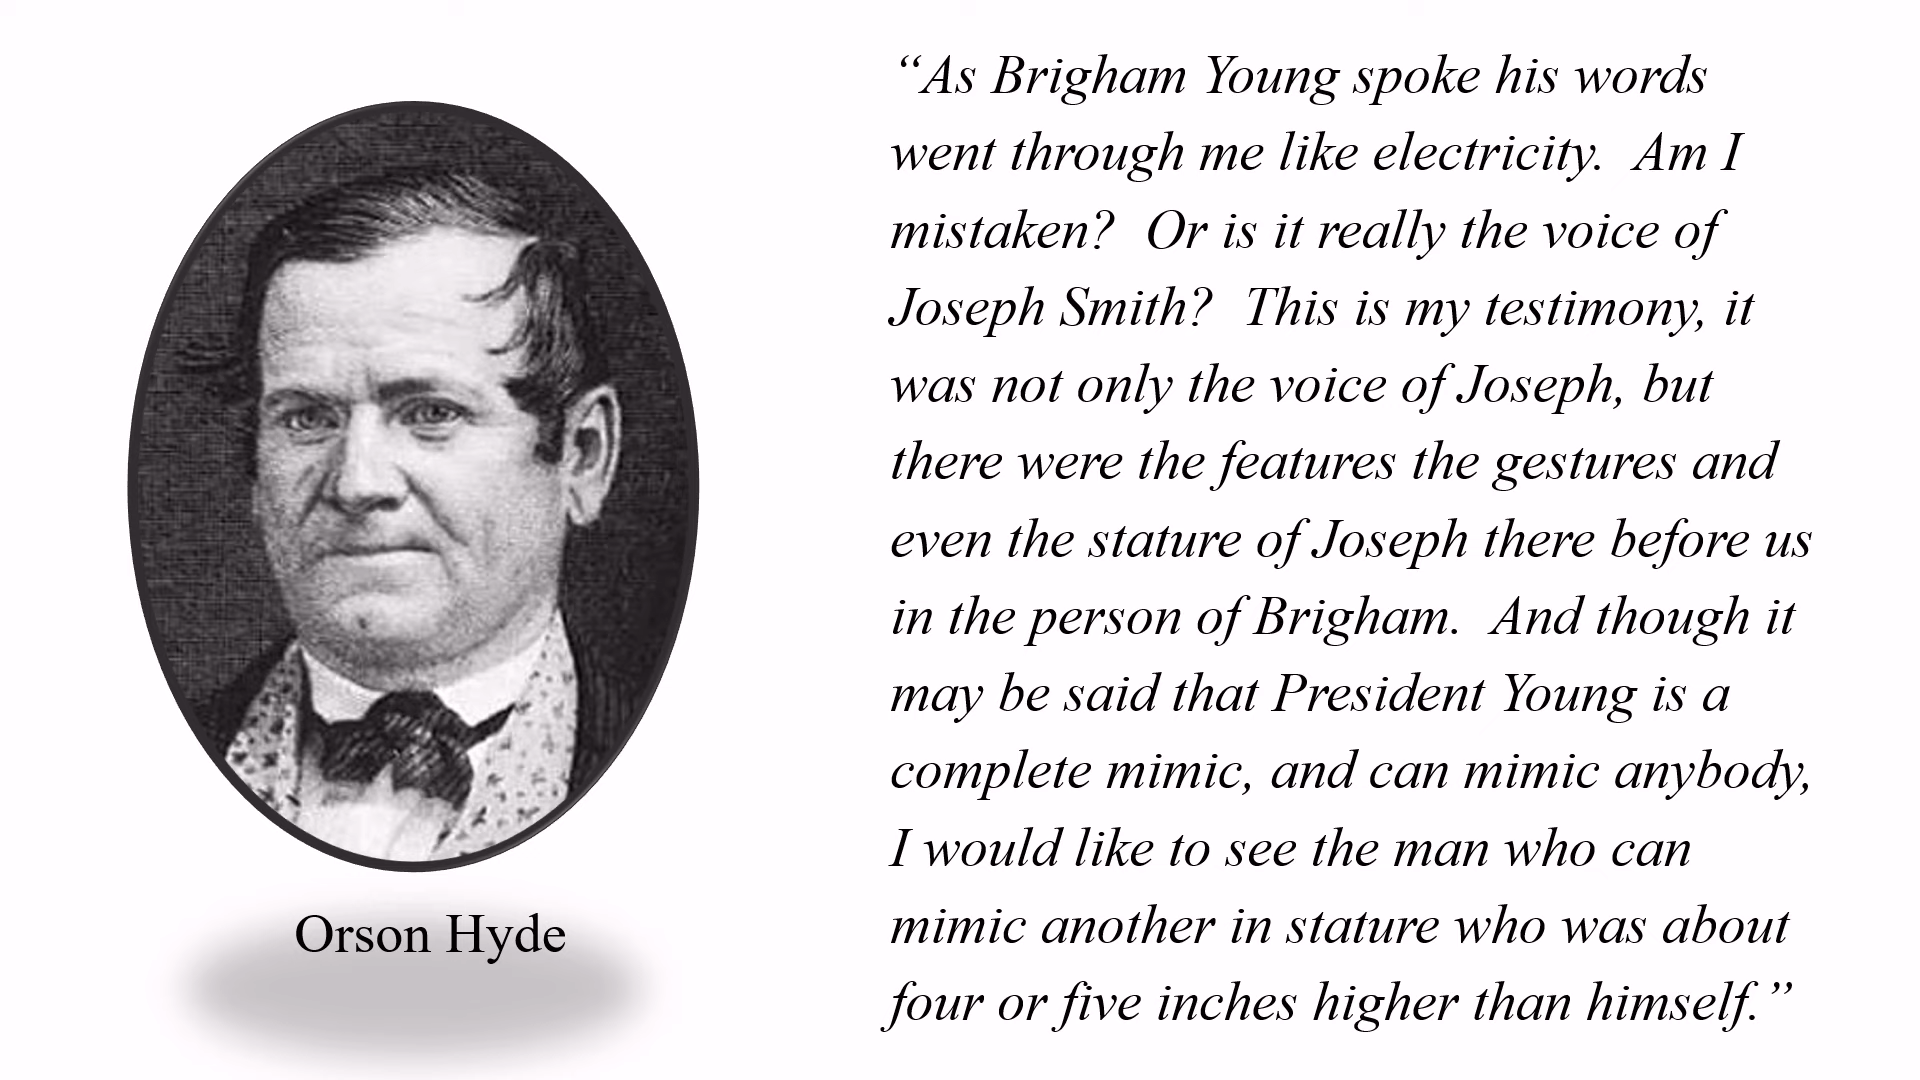 “As Brigham Young spoke his words
went through me like electricity.  Am I
mistaken?  Or is it really the voice of
Joseph Smith?  This is my testimony, it
was not only the voice of Joseph, but
there were the features the gestures and
even the stature of Joseph there before us
in the person of Brigham.  And though it
may be said that President Young is a
complete mimic, and can mimic anybody,
I would like to see the man who can
mimic another in stature who was about
four or five inches higher than himself.”
Orson Hyde